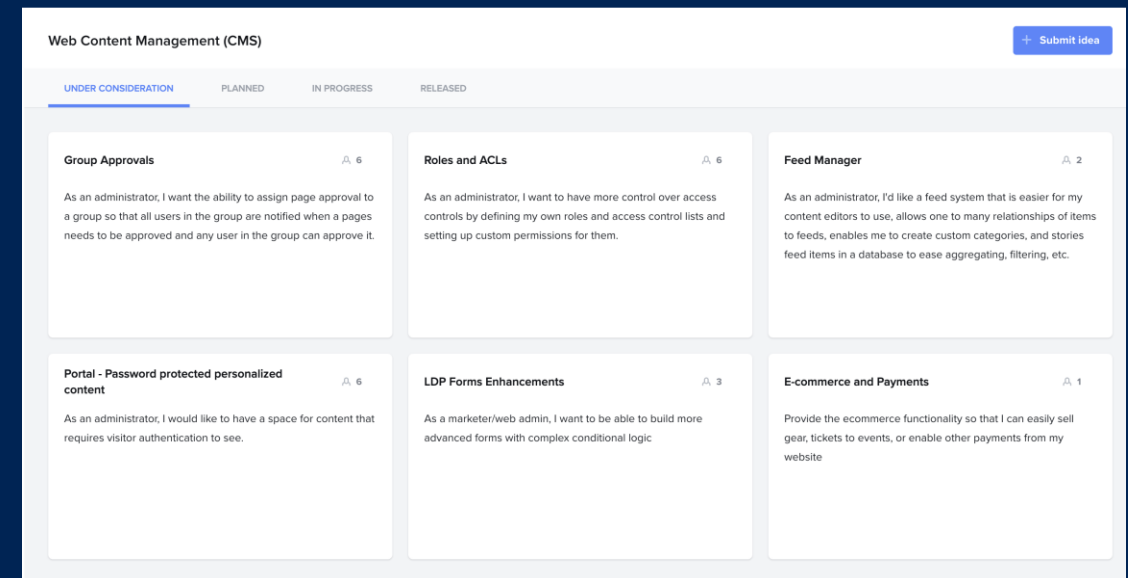 Web Content Management (CMS)
+ Submit idea
UNDER CONSIDERATION
PLANNED
IN PROGRESS
RELEASED
Group Approvals
6
As an administrator, I want the ability to assign page approval to
a group so that all users in the group are notified when a pages
needs to be approved and any user in the group can approve it.
Roles and ACLs
6
As an administrator, I want to have more control over access
controls by defining my own roles and access control lists and
setting up custom permissions for them.
Feed Manager
2
As an administrator, I'd like a feed system that is easier for my
content editors to use, allows one to many relationships of items
to feeds, enables me to create custom categories, and stories
feed items in a database to ease aggregating, filtering, etc.
Portal - Password protected personalized
content
6
As an administrator, I would like to have a space for content that
requires visitor authentication to see.
LDP Forms Enhancements
3
As a marketer/web admin, I want to be able to build more
advanced forms with complex conditional logic
E-commerce and Payments
1
Provide the ecommerce functionality so that I can easily sell
gear, tickets to events, or enable other payments from my
website